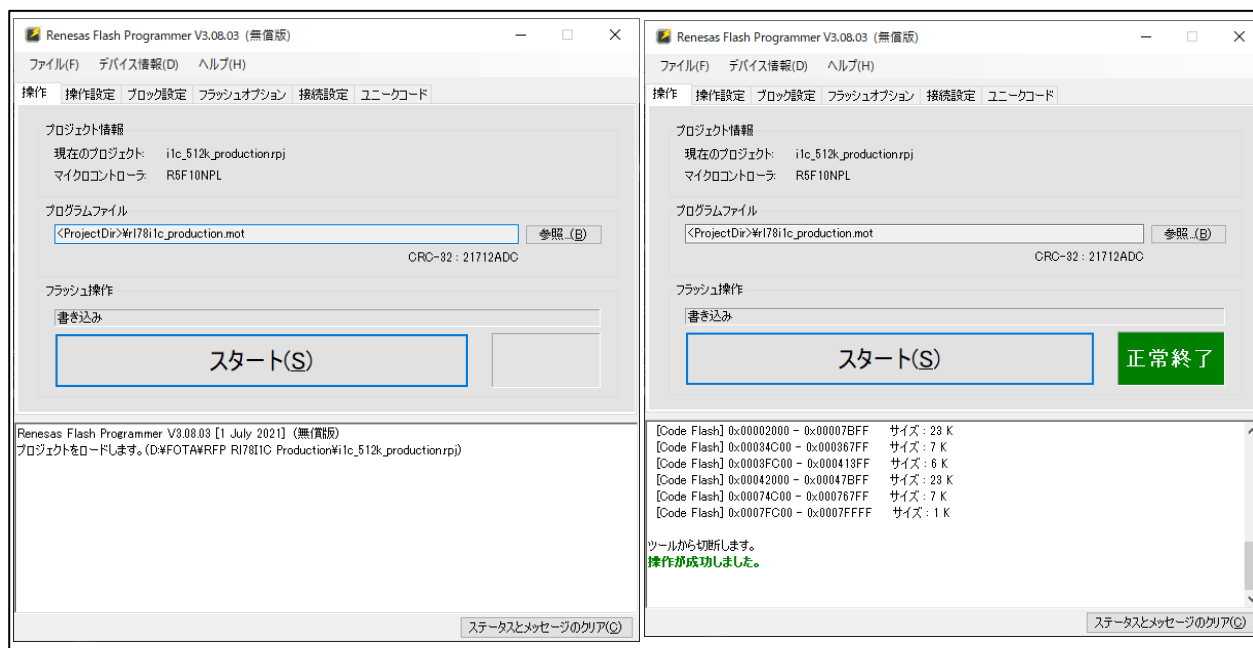 Renesas Flash Programmer V3.08.03 (無償版)
ファイル(F) デバイス情報(D) ヘルプ(H)
操作 操作設定 ブロック設定 フラッシュオプション 接続設定 ユニークコード
プロジェクト情報
現在のプロジェクト: i1c_512k_production.rpj
マイクロコントローラ: R5F10NPL
プログラムファイル
<ProjectDir>¥rl78i1c_production.mot 参照...(B)
CRC-32 : 21712ADC
フラッシュ操作
書き込み
スタート(S)
Renesas Flash Programmer V3.08.03 [1 July 2021] (無償版)
プロジェクトをロードします。(D:¥FOTA¥RFP Rl78I1C Production¥i1c_512k_production.rpj)
ステータスとメッセージのクリア(C)
Renesas Flash Programmer V3.08.03 (無償版)
ファイル(F) デバイス情報(D) ヘルプ(H)
操作 操作設定 ブロック設定 フラッシュオプション 接続設定 ユニークコード
プロジェクト情報
現在のプロジェクト: i1c_512k_production.rpj
マイクロコントローラ: R5F10NPL
プログラムファイル
<ProjectDir>¥rl78i1c_production.mot 参照...(B)
CRC-32 : 21712ADC
フラッシュ操作
書き込み
スタート(S) 正常終了
[Code Flash] 0x00002000 - 0x00007BFF サイズ : 23 K
[Code Flash] 0x00034C00 - 0x000367FF サイズ : 7 K
[Code Flash] 0x0003FC00 - 0x000413FF サイズ : 6 K
[Code Flash] 0x00042000 - 0x00047BFF サイズ : 23 K
[Code Flash] 0x00074C00 - 0x000767FF サイズ : 7 K
[Code Flash] 0x0007FC00 - 0x0007FFFF サイズ : 1 K
ツールから切断します。
操作が成功しました。
ステータスとメッセージのクリア(C)